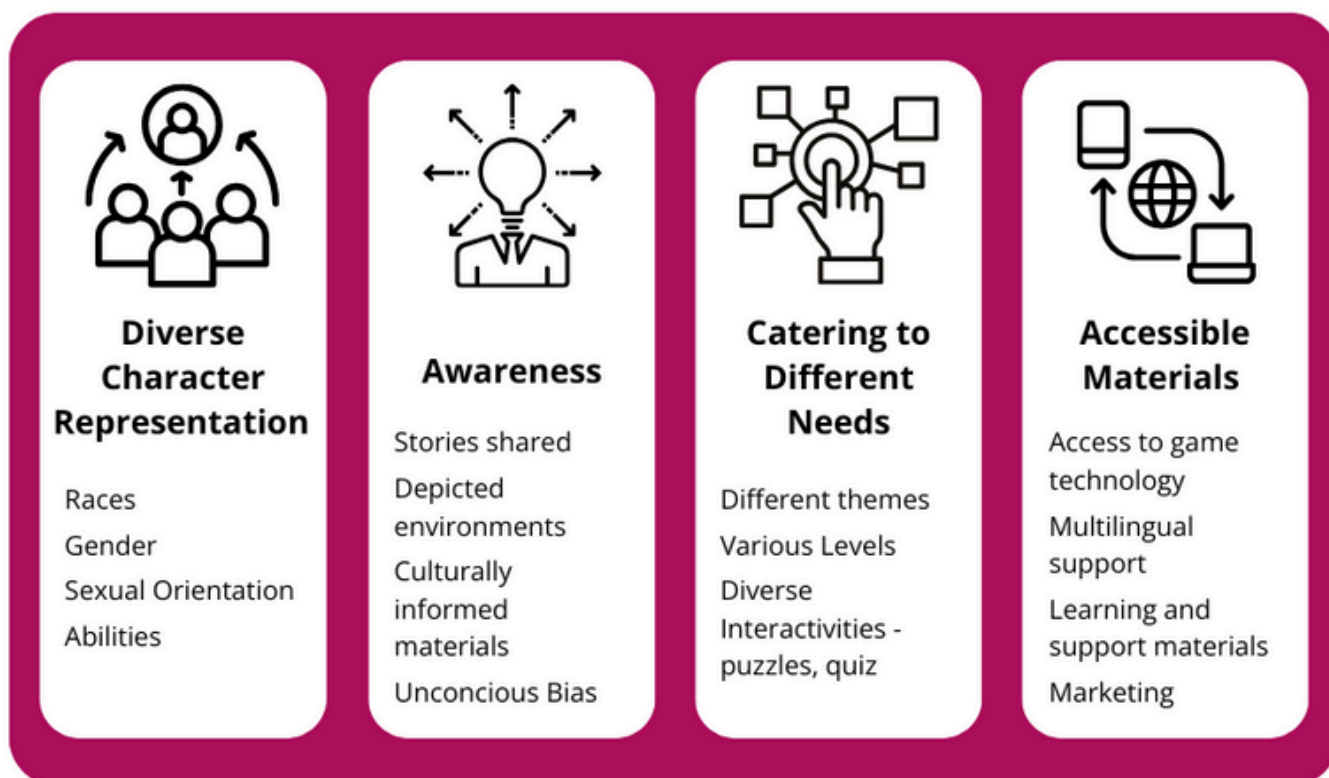 Diverse
Character
Representation
Races
Gender
Sexual Orientation
Abilities
Awareness
Stories shared
Depicted
environments
Culturally
informed
materials
Unconcious Bias
Catering to
Different
Needs
Different themes
Various Levels
Diverse
Interactivities -
puzzles, quiz
Accessible
Materials
Access to game
technology
Multilingual
support
Learning and
support materials
Marketing